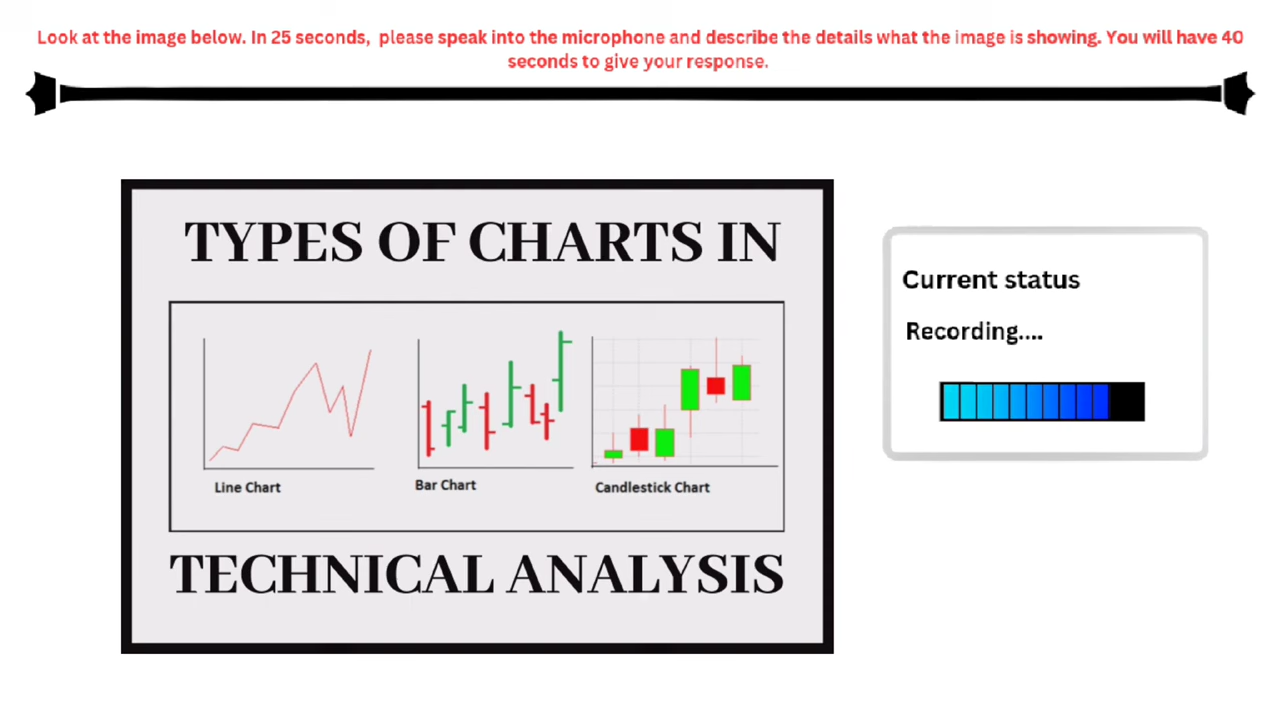 Look at the image below. In 25 seconds, please speak into the microphone and describe the details what the image is showing. You will have 40
seconds to give your response.
TYPES OF CHARTS IN
Line Chart
Bar Chart
Candlestick Chart
TECHNICAL ANALYSIS
Current status
Recording....